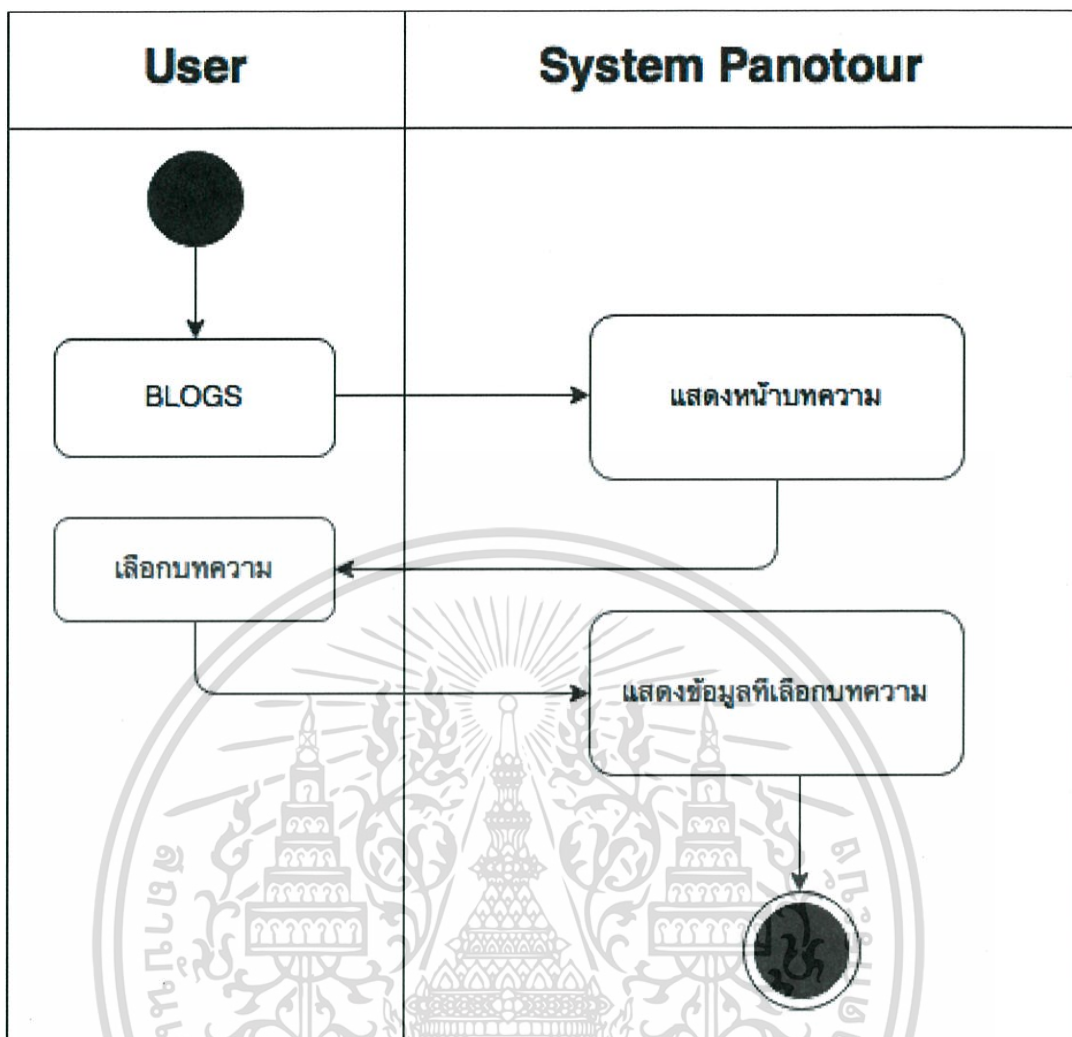 User
System Panotour
BLOGS
แสดงหน้าบทความ
เลือกบทความ
แสดงข้อมูลที่เลือกบทความ